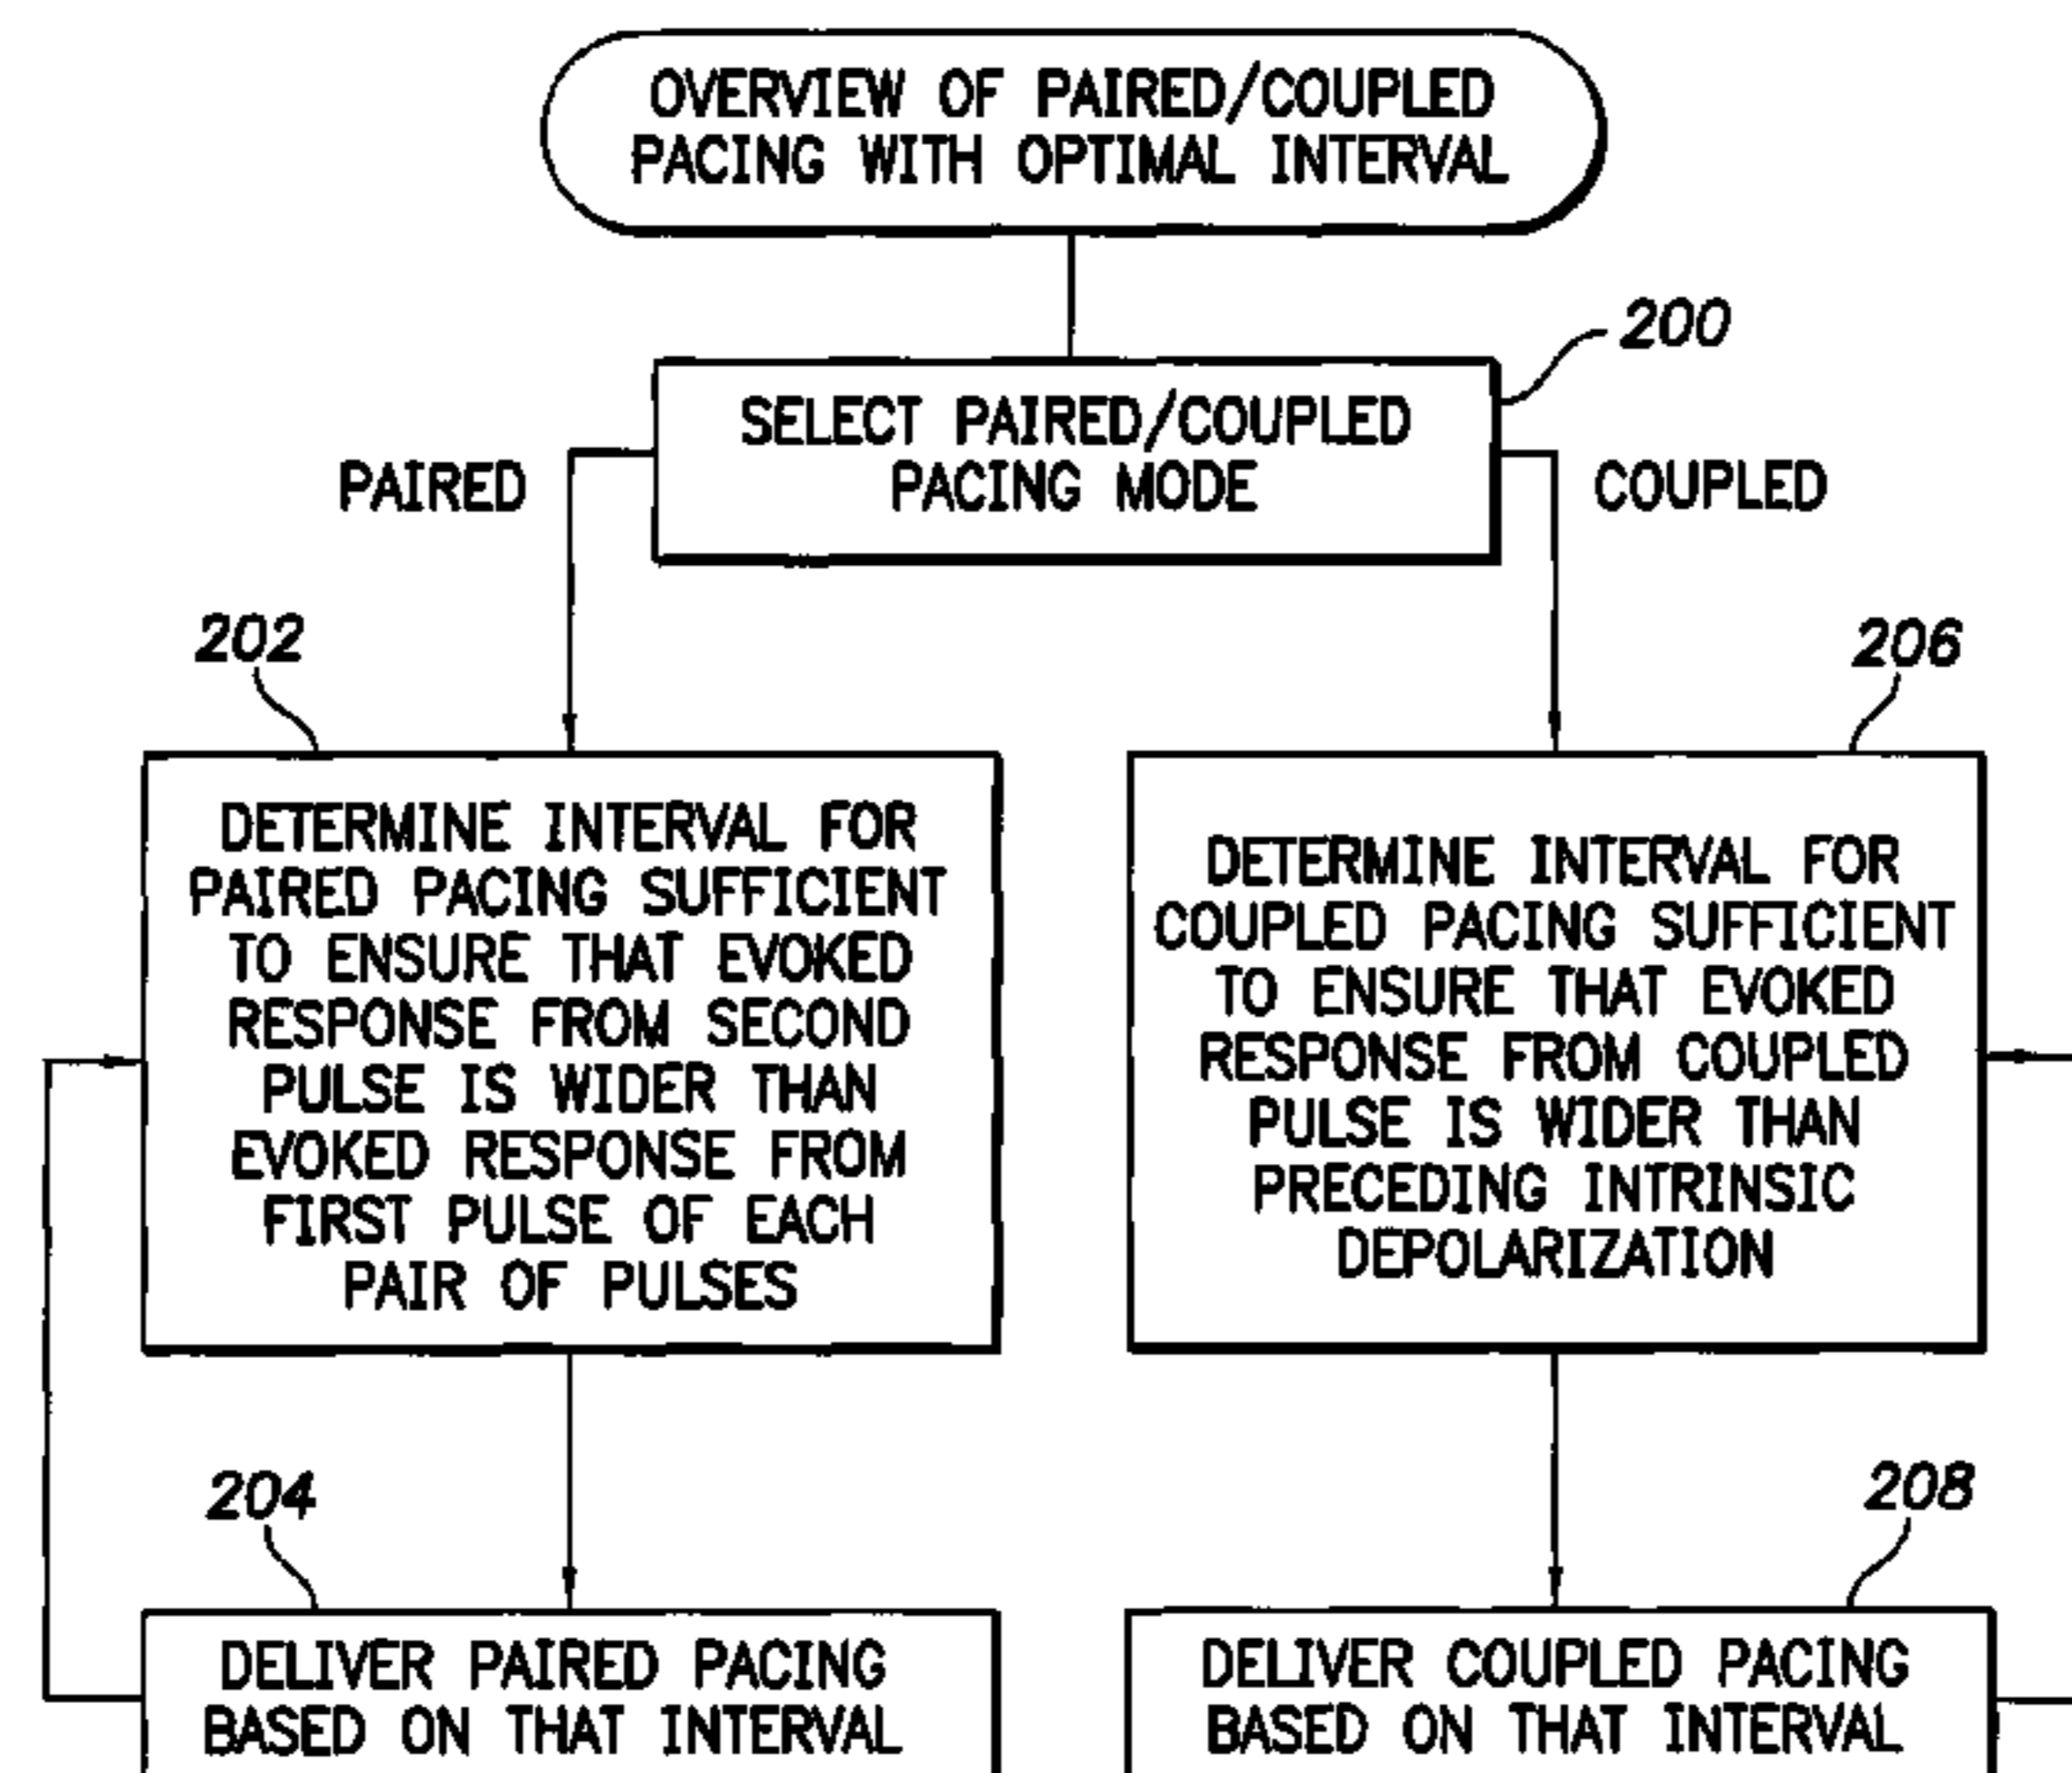 OVERVIEW OF PAIRED/COUPLED
PACING WITH OPTIMAL INTERVAL
200
SELECT PAIRED/COUPLED
PACING MODE
PAIRED
COUPLED
202
DETERMINE INTERVAL FOR
PAIRED PACING SUFFICIENT
TO ENSURE THAT EVOKED
RESPONSE FROM SECOND
PULSE IS WIDER THAN
EVOKED RESPONSE FROM
FIRST PULSE OF EACH
PAIR OF PULSES
206
DETERMINE INTERVAL FOR
COUPLED PACING SUFFICIENT
TO ENSURE THAT EVOKED
RESPONSE FROM COUPLED
PULSE IS WIDER THAN
PRECEDING INTRINSIC
DEPOLARIZATION
204
DELIVER PAIRED PACING
BASED ON THAT INTERVAL
208
DELIVER COUPLED PACING
BASED ON THAT INTERVAL